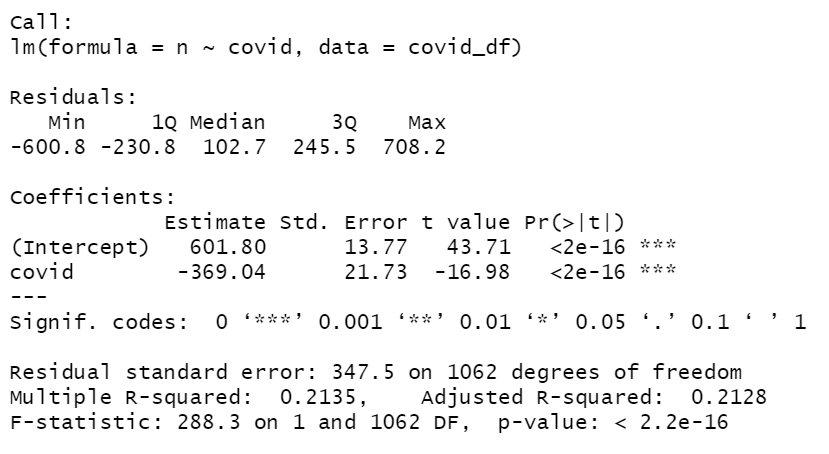 Call:
lm(formula = n ~ covid, data = covid_df)
Residuals:
   Min     1Q Median     3Q    Max
-600.8 -230.8  102.7  245.5  708.2
Coefficients:
            Estimate Std. Error t value Pr(>|t|)
(Intercept)   601.80      13.77   43.71   <2e-16 ***
covid        -369.04      21.73  -16.98   <2e-16 ***
---
Signif. codes:  0 ‘***’ 0.001 ‘**’ 0.01 ‘*’ 0.05 ‘.’ 0.1 ‘ ’ 1
Residual standard error: 347.5 on 1062 degrees of freedom
Multiple R-squared:  0.2135,    Adjusted R-squared:  0.2128
F-statistic: 288.3 on 1 and 1062 DF,  p-value: < 2.2e-16